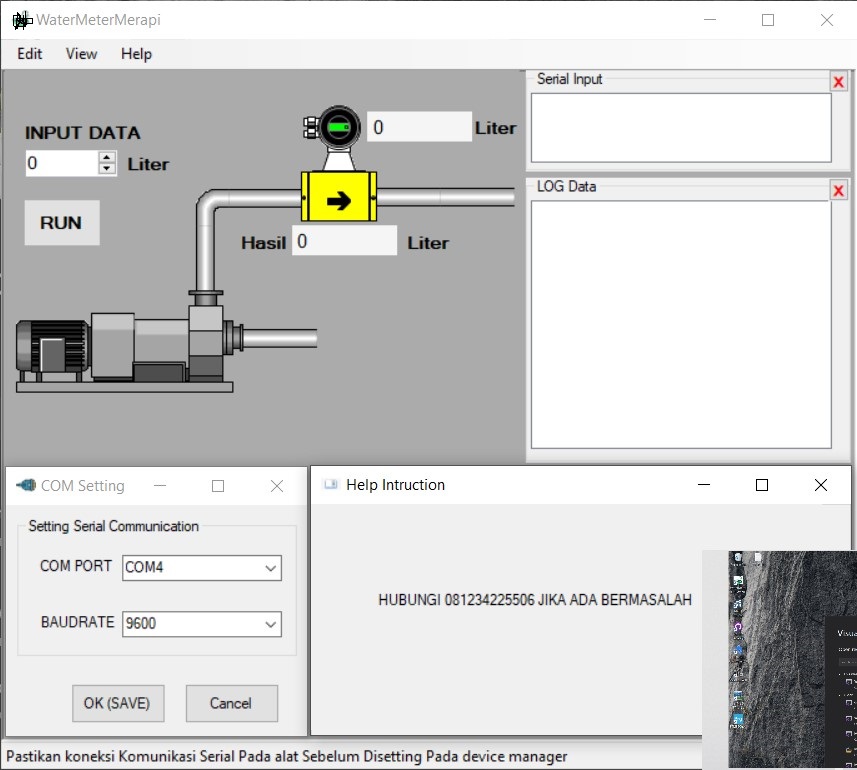 WaterMeterMerapi
Edit View Help
Serial Input
INPUT DATA
0 Liter
0 Liter
RUN
Hasil 0 Liter
LOG Data
COM Setting
Setting Serial Communication
COM PORT COM4
BAUDRATE 9600
OK (SAVE) Cancel
Help Intruction
HUBUNGI 081234225506 JIKA ADA BERMASALAH
Visua
Pastikan koneksi Komunikasi Serial Pada alat Sebelum Disetting Pada device manager